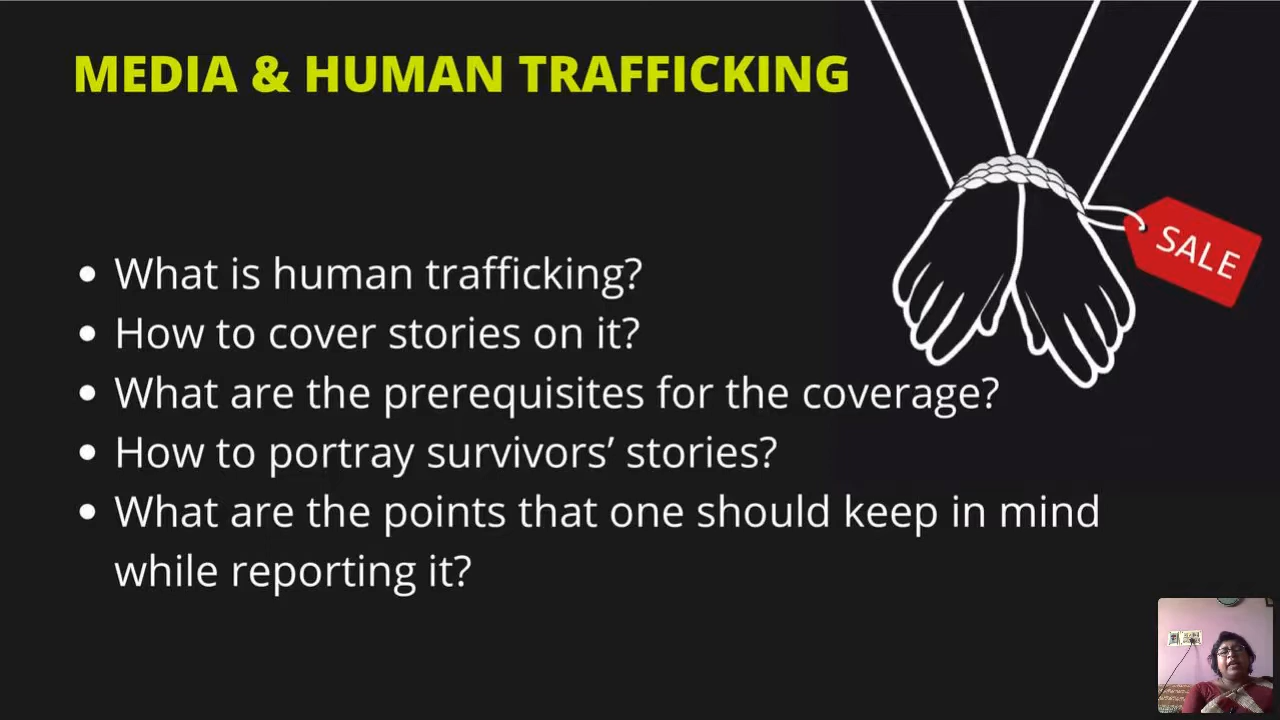 MEDIA & HUMAN TRAFFICKING
SALE
• What is human trafficking?
• How to cover stories on it?
• What are the prerequisites for the coverage?
• How to portray survivors’ stories?
• What are the points that one should keep in mind
while reporting it?